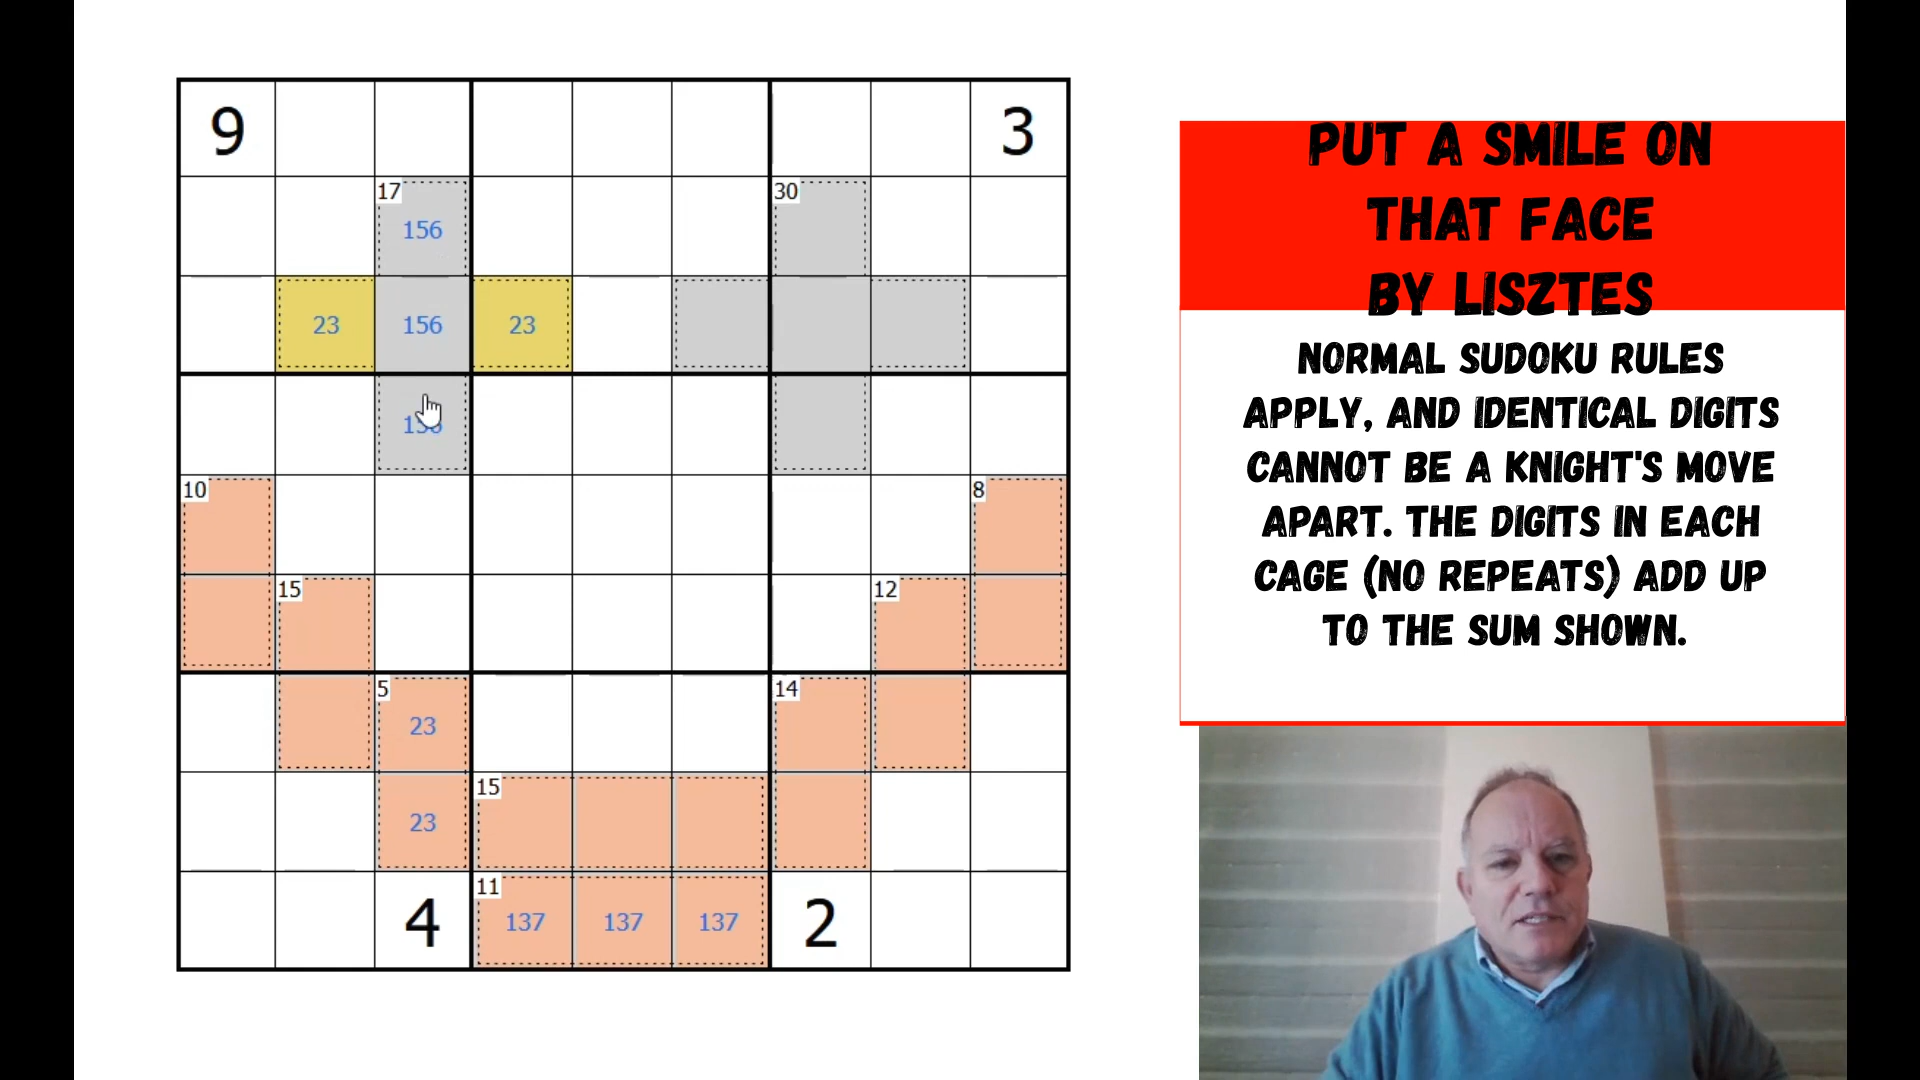 9 3
17 30
156
23 156 23
156
10 8
15 12
5 14
23
15
23
11
4 137 137 137 2
PUT A SMILE ON
THAT FACE
BY LISZTES
NORMAL SUDOKU RULES
APPLY, AND IDENTICAL DIGITS
CANNOT BE A KNIGHT'S MOVE
APART. THE DIGITS IN EACH
CAGE (NO REPEATS) ADD UP
TO THE SUM SHOWN.